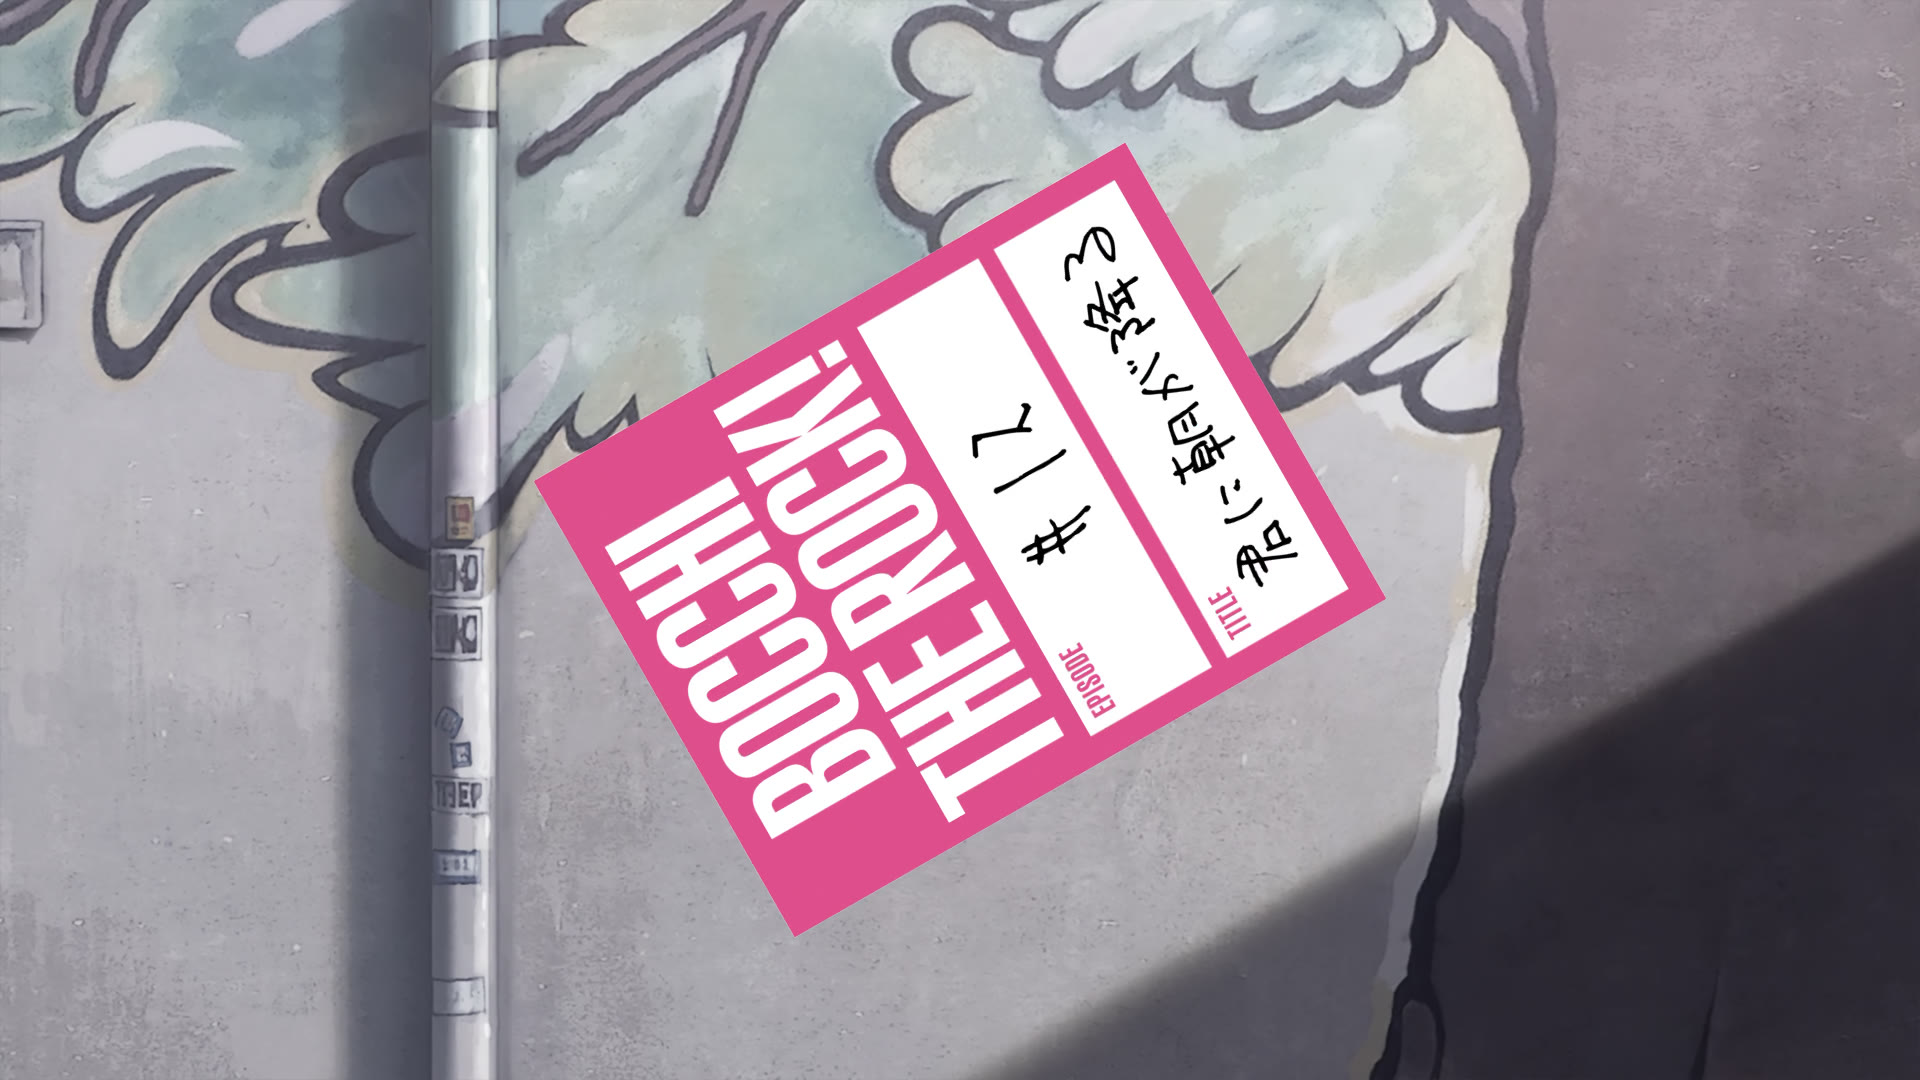 BOCCHI
THE ROCK!
EPISODE
#12
TITLE
君に朝が降る